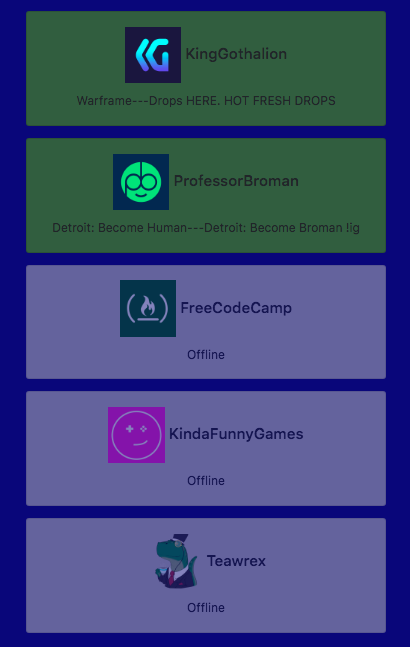 KingGothalion
Warframe---Drops HERE. HOT FRESH DROPS
ProfessorBroman
Detroit: Become Human---Detroit: Become Broman !ig
FreeCodeCamp
Offline
KindaFunnyGames
Offline
Teawrex
Offline